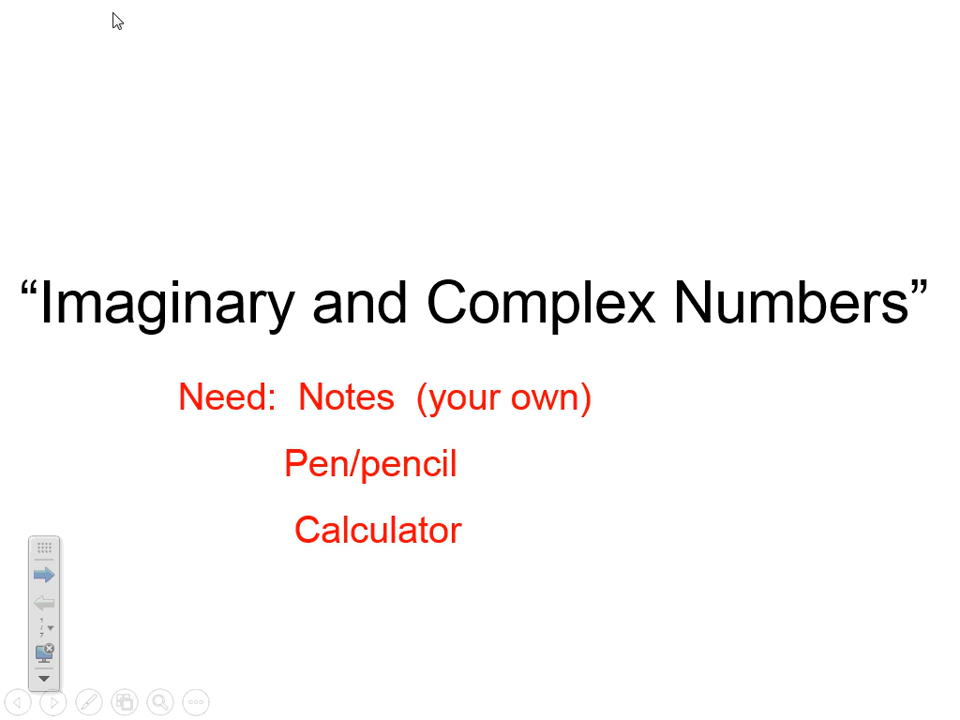 “Imaginary and Complex Numbers”
Need: Notes (your own)
Pen/pencil
Calculator